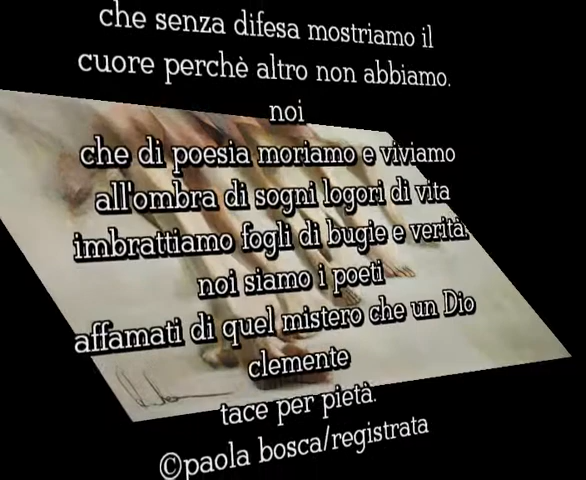 che senza difesa mostriamo il
cuore perchè altro non abbiamo.
noi
che di poesia moriamo e viviamo
all'ombra di sogni logori di vita
imbrattiamo fogli di bugie e verità,
noi siamo i poeti
affamati di quel mistero che un Dio
clemente
tace per pietà.
©paola bosca/registrata